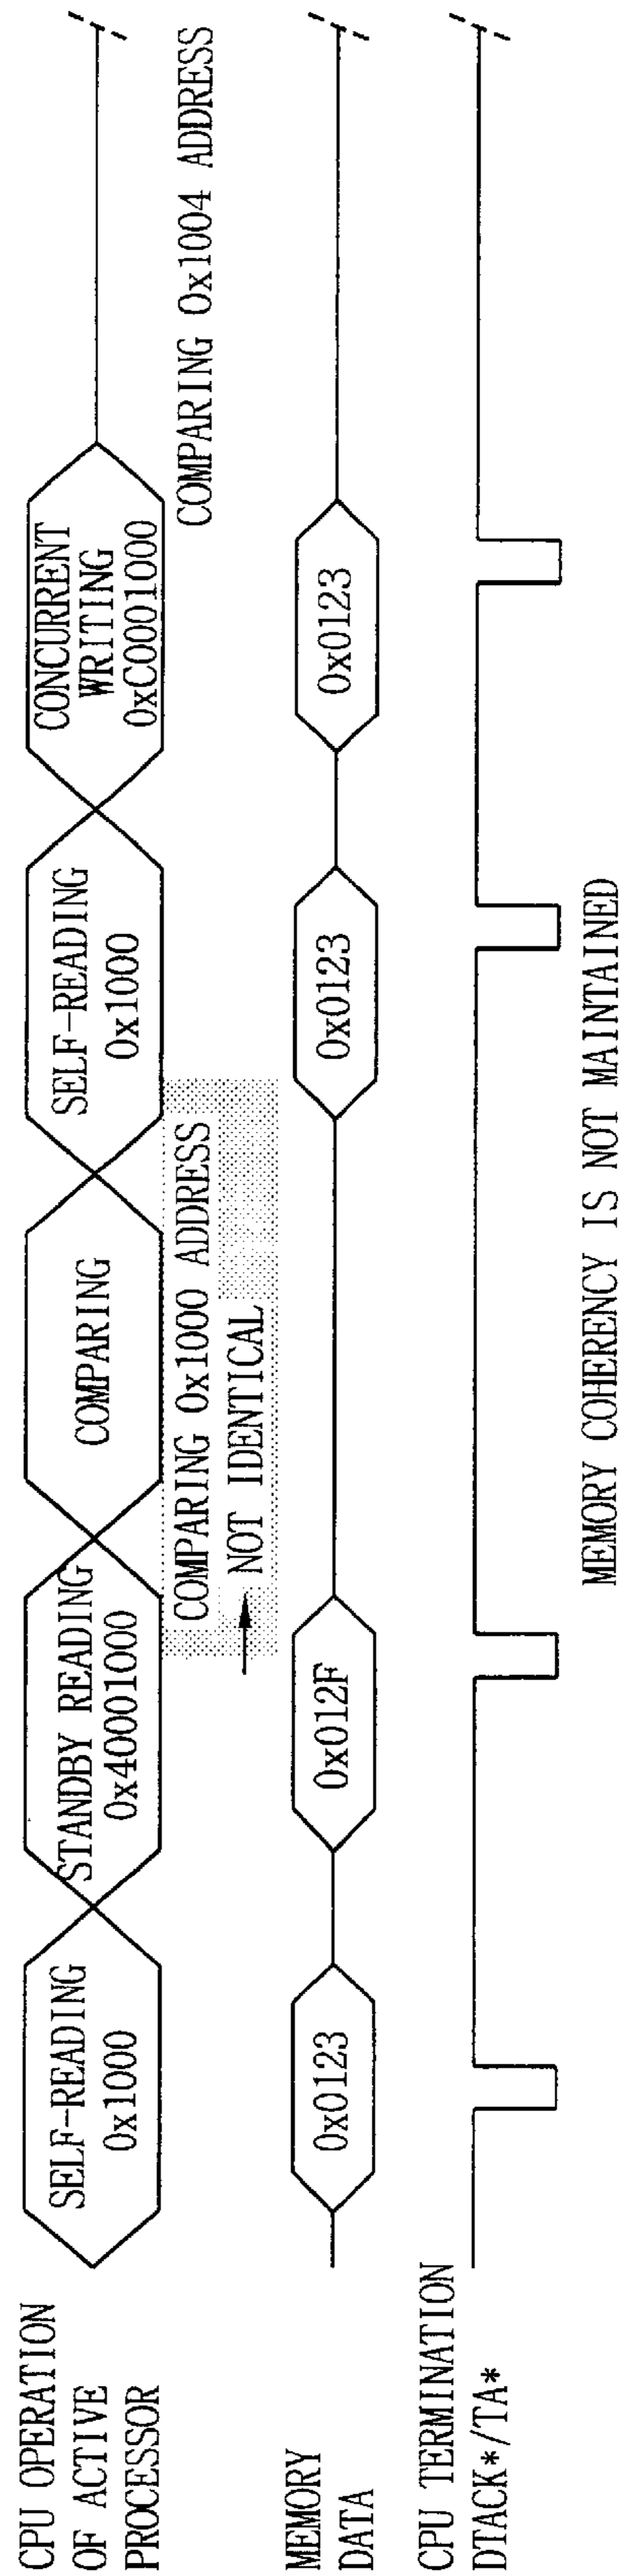 CPU OPERATION
OF ACTIVE
PROCESSOR
SELF-READING
0x1000
STANDBY READING
0x40001000
COMPARING
SELF-READING
0x1000
CONCURRENT
WRITING
0xC0001000
COMPARING 0x1000 ADDRESS
NOT IDENTICAL
COMPARING 0x1004 ADDRESS
MEMORY
DATA
0x0123
0x012F
0x0123
0x0123
CPU TERMINATION
DTACK*/TA*
MEMORY COHERENCY IS NOT MAINTAINED